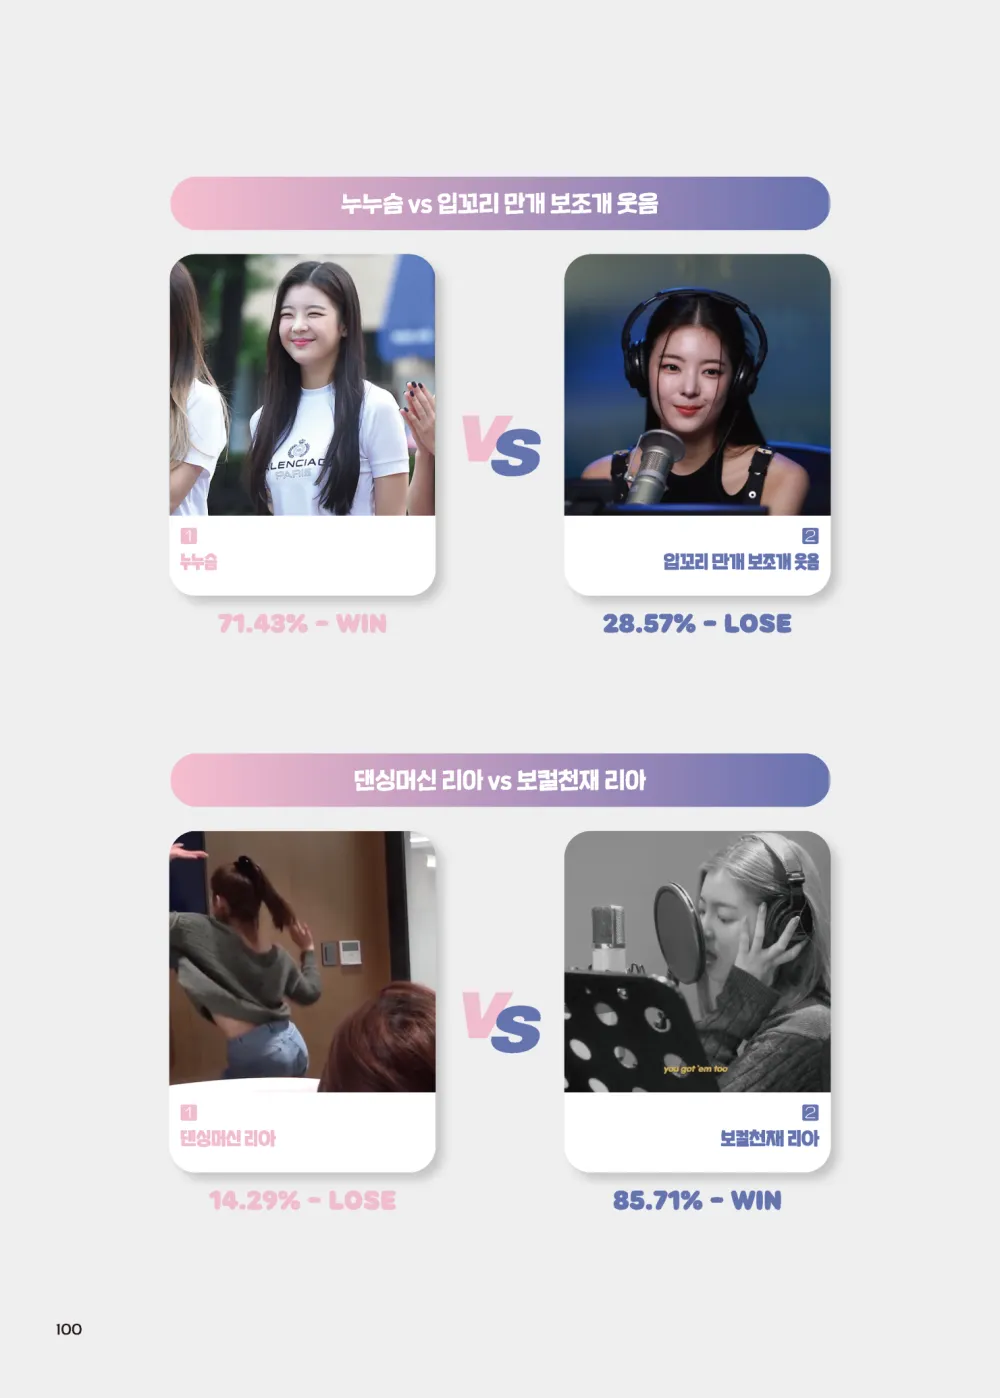 누누슴 vs 입꼬리 만개 보조개 웃음
LENCIAG
PARIS
VS
1
누누슴
2
입꼬리 만개 보조개 웃음
71.43% - WIN
28.57% - LOSE
댄싱머신 리아 vs 보컬천재 리아
VS
you got 'em too
1
댄싱머신 리아
2
보컬천재 리아
14.29% - LOSE
85.71% - WIN
100